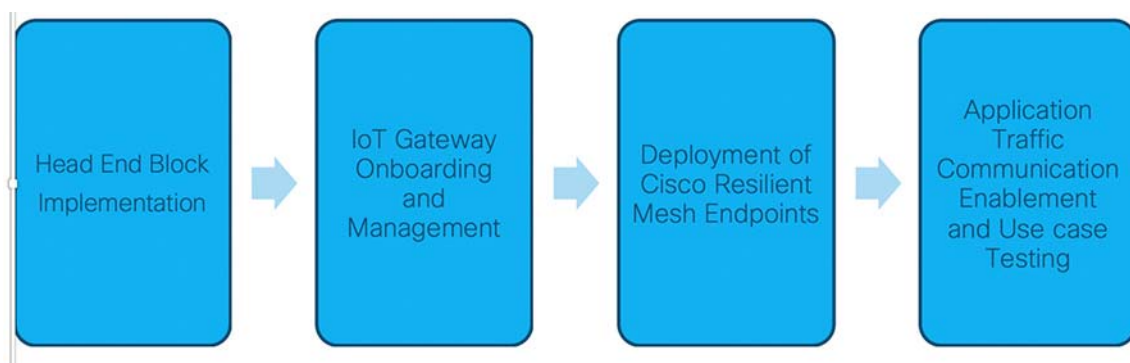 Head End Block
Implementation
IoT Gateway
Onboarding
and
Management
Deployment of
Cisco Resilient
Mesh Endpoints
Application
Traffic
Communication
Enablement
and Use case
Testing